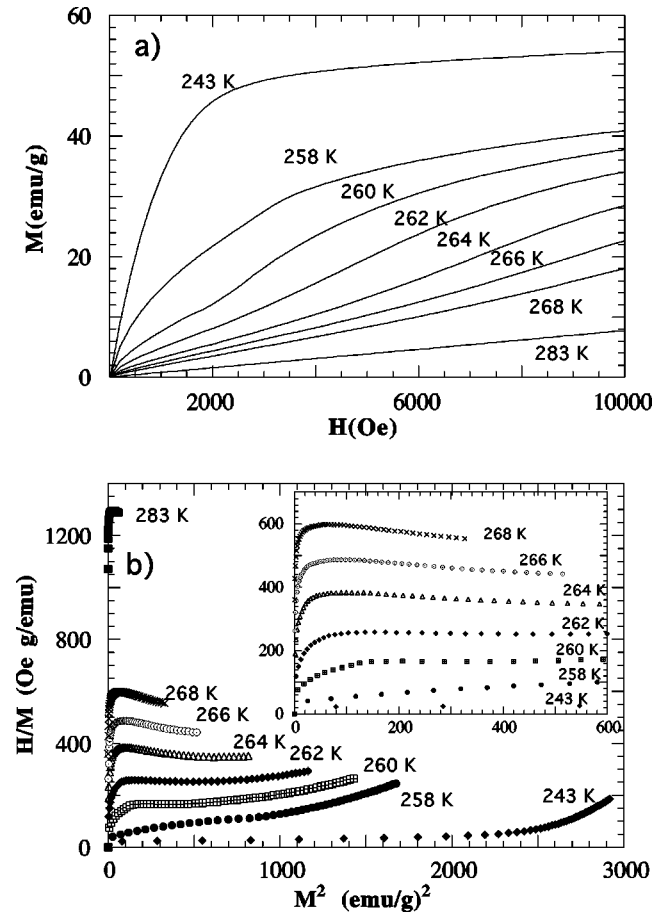 a)
60
40
20
0
M(emu/g)
243 K
258 K
260 K
262 K
264 K
266 K
268 K
283 K
2000
6000
10000
H(Oe)
b)
1200
800
400
0
H/M (Oe g/emu)
283 K
268 K
266 K
264 K
262 K
260 K
258 K
243 K
600
400
200
0
268 K
266 K
264 K
262 K
260 K
258 K
243 K
0
200
400
600
0
1000
2000
3000
M² (emu/g)²